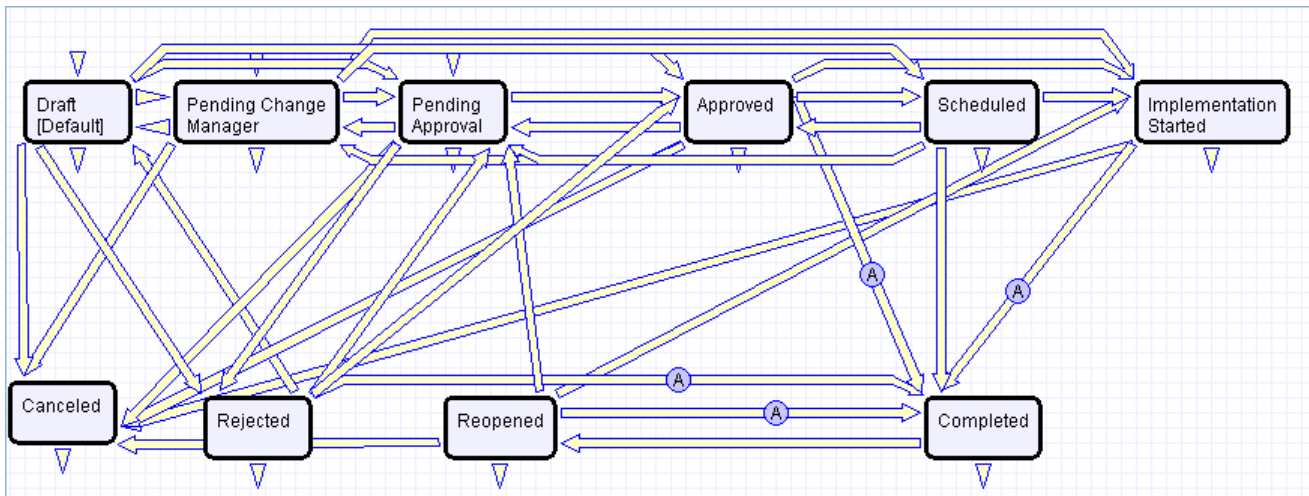 Draft
[Default]
Pending Change
Manager
Pending
Approval
Approved
Scheduled
Implementation
Started
A
A
Canceled
Rejected
A
Reopened
A
Completed